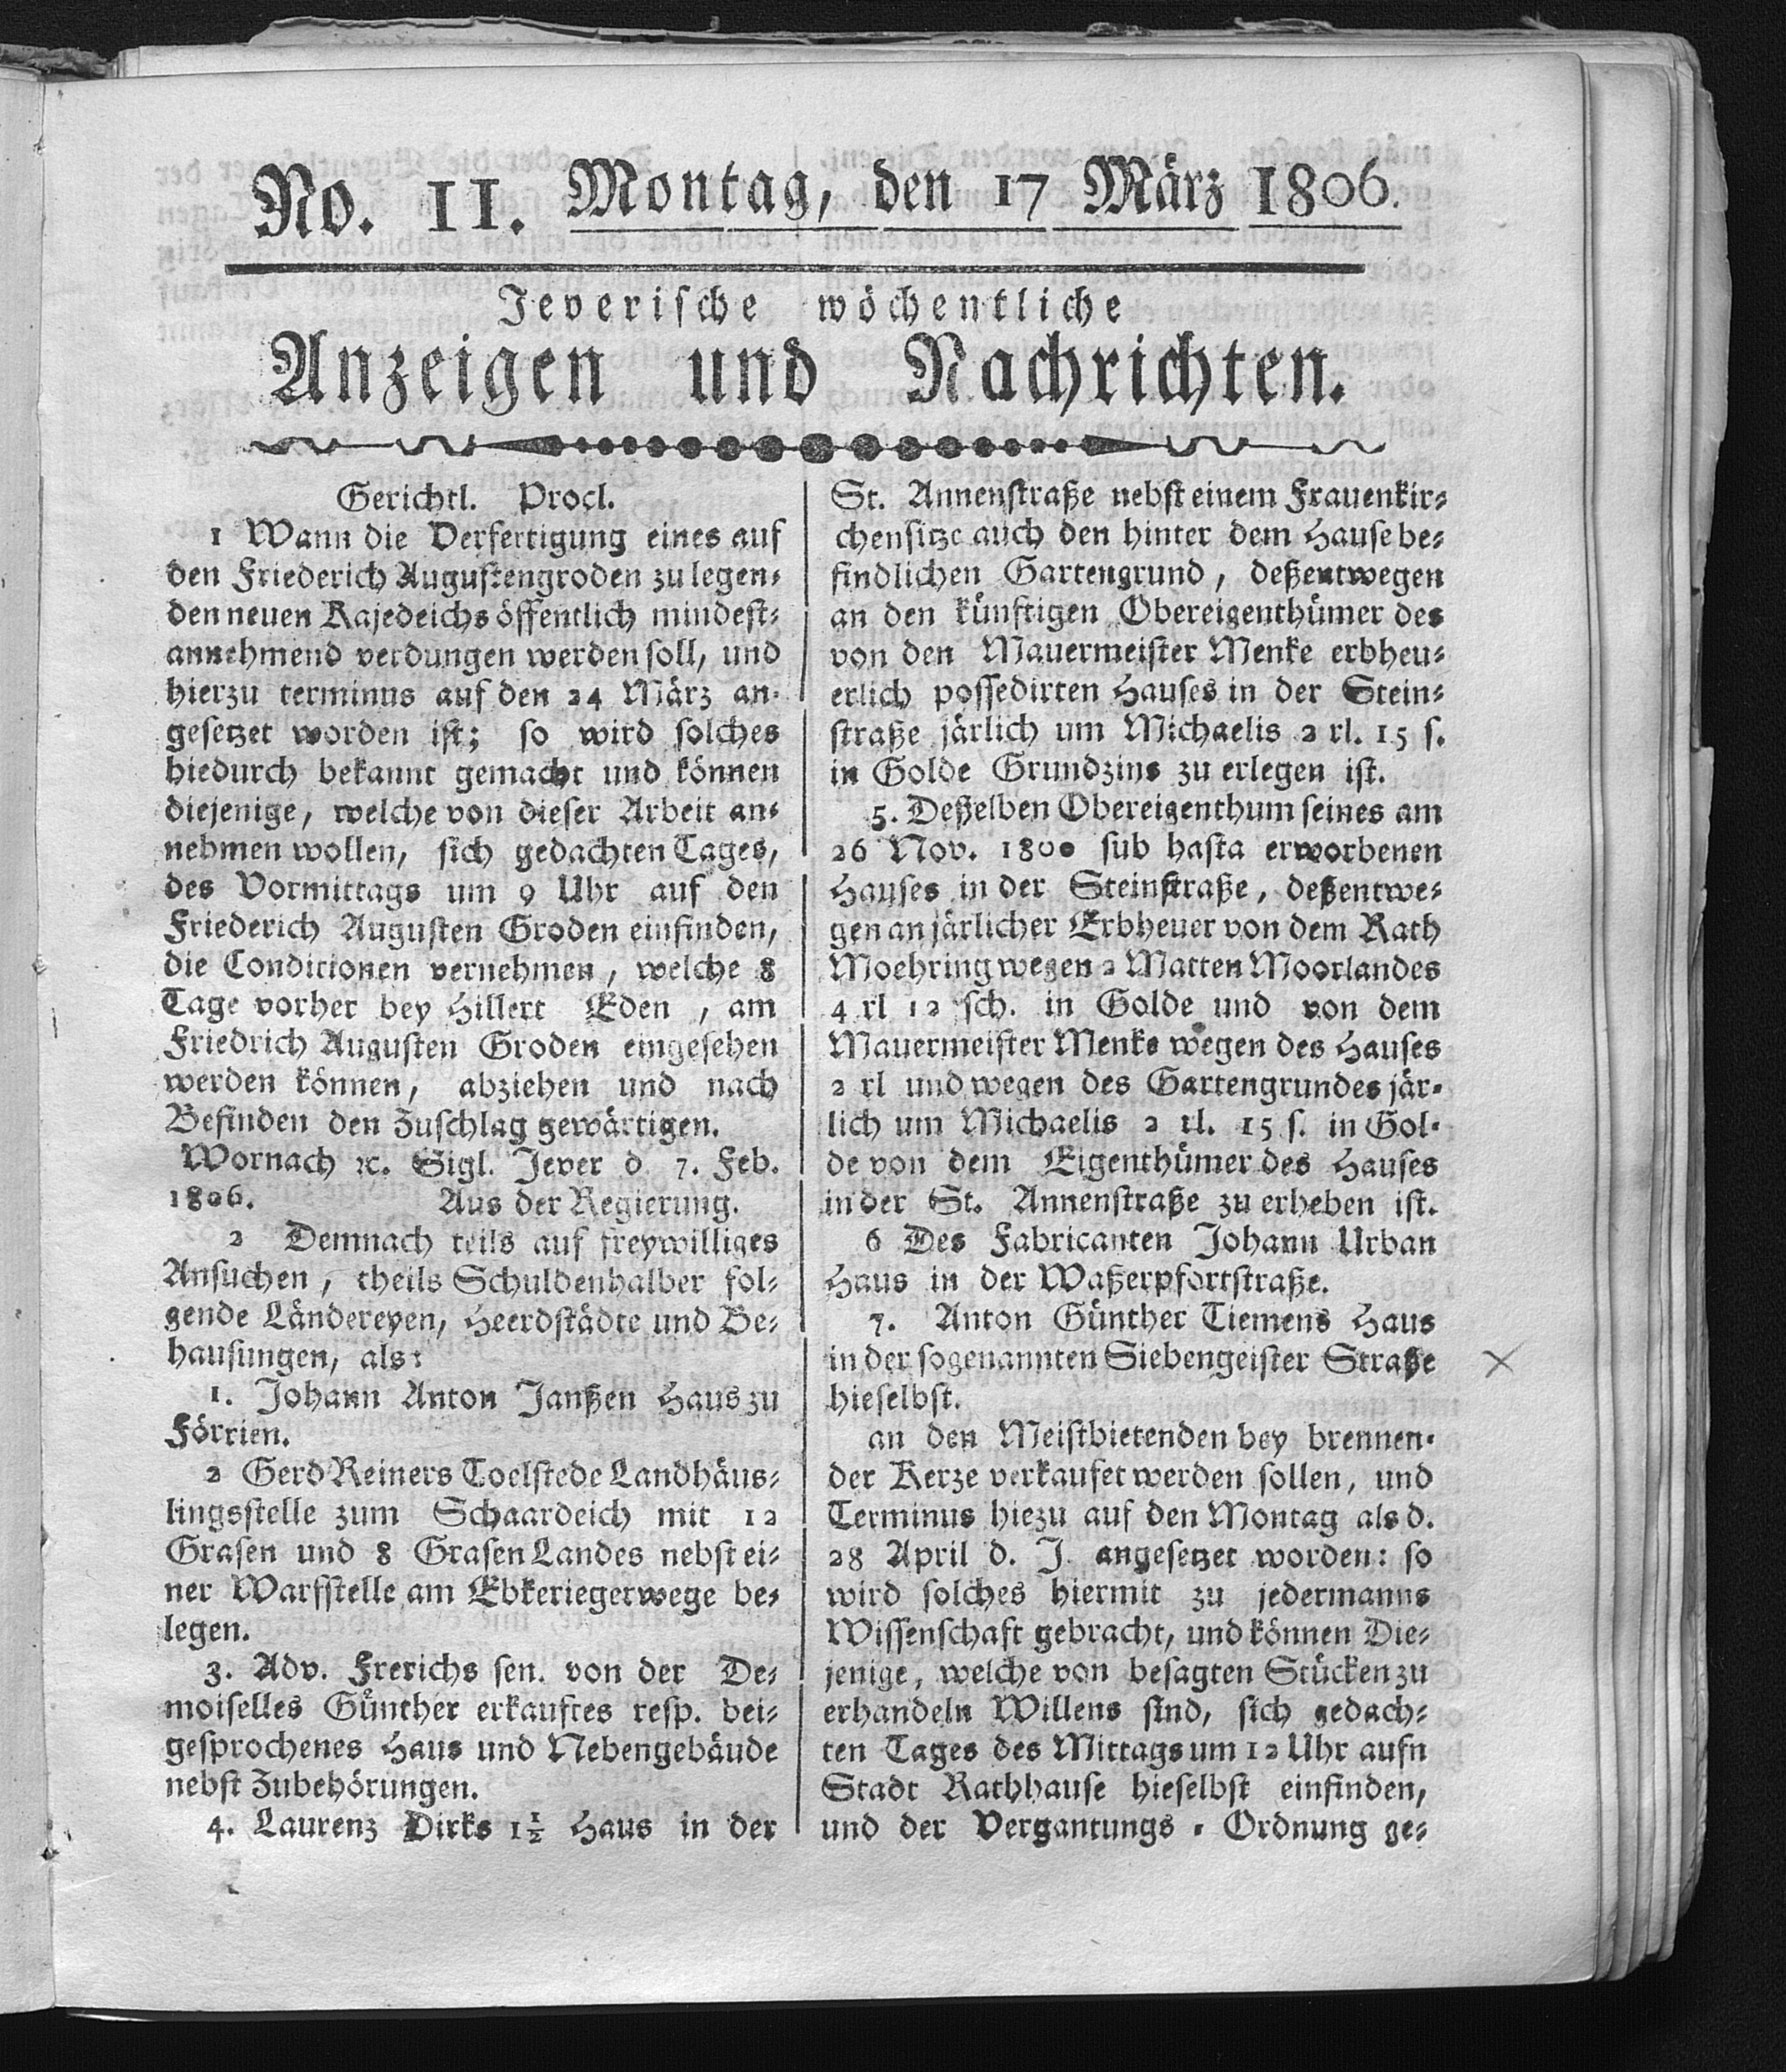 No. 11. Montag, den 17 März 1806.
Jeverische wöchentliche
Anzeigen und Nachrichten.
Gerichtl. Procl.
1 Wann die Verfertigung eines auf
den Friederich Augustengroden zu legen-
den neuen Kajedeichs öffentlich mindest-
annehmend verdungen werden soll, und
hierzu terminus auf den 24 März an-
gesetzet worden ist; so wird solches
hiedurch bekannt gemacht und können
diejenige, welche von dieser Arbeit an-
nehmen wollen, sich gedachten Tages,
des Vormittags um 9 Uhr auf den
Friederich Augusten Groden einfinden,
die Conditionen vernehmen, welche 8
Tage vorher bey Hillert Eden, am
Friedrich Augusten Groden eingesehen
werden können, abziehen und nach
Befinden den Zuschlag gewärtigen.
Wornach ꝛc. Sigl. Jever d 7. Feb.
1806. Aus der Regierung.
2 Demnach teils auf freywilliges
Ansuchen, theils Schuldenhalber fol-
gende Ländereyen, Heerdstädte und Be-
hausungen, als:
1. Johann Anton Janßen Haus zu
Förrien.
2 Gerd Reiners Toelstede Landhäus-
lingsstelle zum Schaardeich mit 12
Grasen und 8 Grasen Landes nebst ei-
ner Warfstelle am Ebkeriegerwege be-
legen.
3. Adv. Frerichs sen. von der De-
moiselles Günther erkauftes resp. bei-
gesprochenes Haus und Nebengebäude
nebst Zubehörungen.
4. Laurenz Dirks 1½ Haus in der
St. Annenstraße nebst einem Frauenkir-
chensitze auch den hinter dem Hause be-
findlichen Gartengrund, deßentwegen
an den künftigen Obereigenthümer des
von den Mauermeister Menke erbheu-
erlich possedirten Hauses in der Stein-
straße järlich um Michaelis 2 rl. 15 s.
in Golde Grundzins zu erlegen ist.
5. Deßelben Obereigenthum seines am
26 Nov. 1800 sub hasta erworbenen
Hauses in der Steinstraße, deßentwe-
gen an järlicher Erbheuer von dem Rath
Moehring wegen 2 Matten Moorlandes
4 rl 12 sch. in Golde und von dem
Mauermeister Menke wegen des Hauses
2 rl und wegen des Gartengrundes jär-
lich um Michaelis 2 rl. 15 s. in Gol-
de von dem Eigenthümer des Hauses
in der St. Annenstraße zu erheben ist.
6 Des Fabricanten Johann Urban
Haus in der Waßerpfortstraße.
7. Anton Günther Tiemens Haus
in der sogenannten Siebengeister Straße
hieselbst.
an den Meistbietenden bey brennen-
der Kerze verkaufet werden sollen, und
Terminus hiezu auf den Montag als d.
28 April d. J. angesetzet worden: so
wird solches hiermit zu jedermanns
Wissenschaft gebracht, und können Die-
jenige, welche von besagten Stücken zu
erhandeln Willens sind, sich gedach-
ten Tages des Mittags um 12 Uhr aufn
Stadt Rathhause hieselbst einfinden,
und der Vergantungs-Ordnung ge-